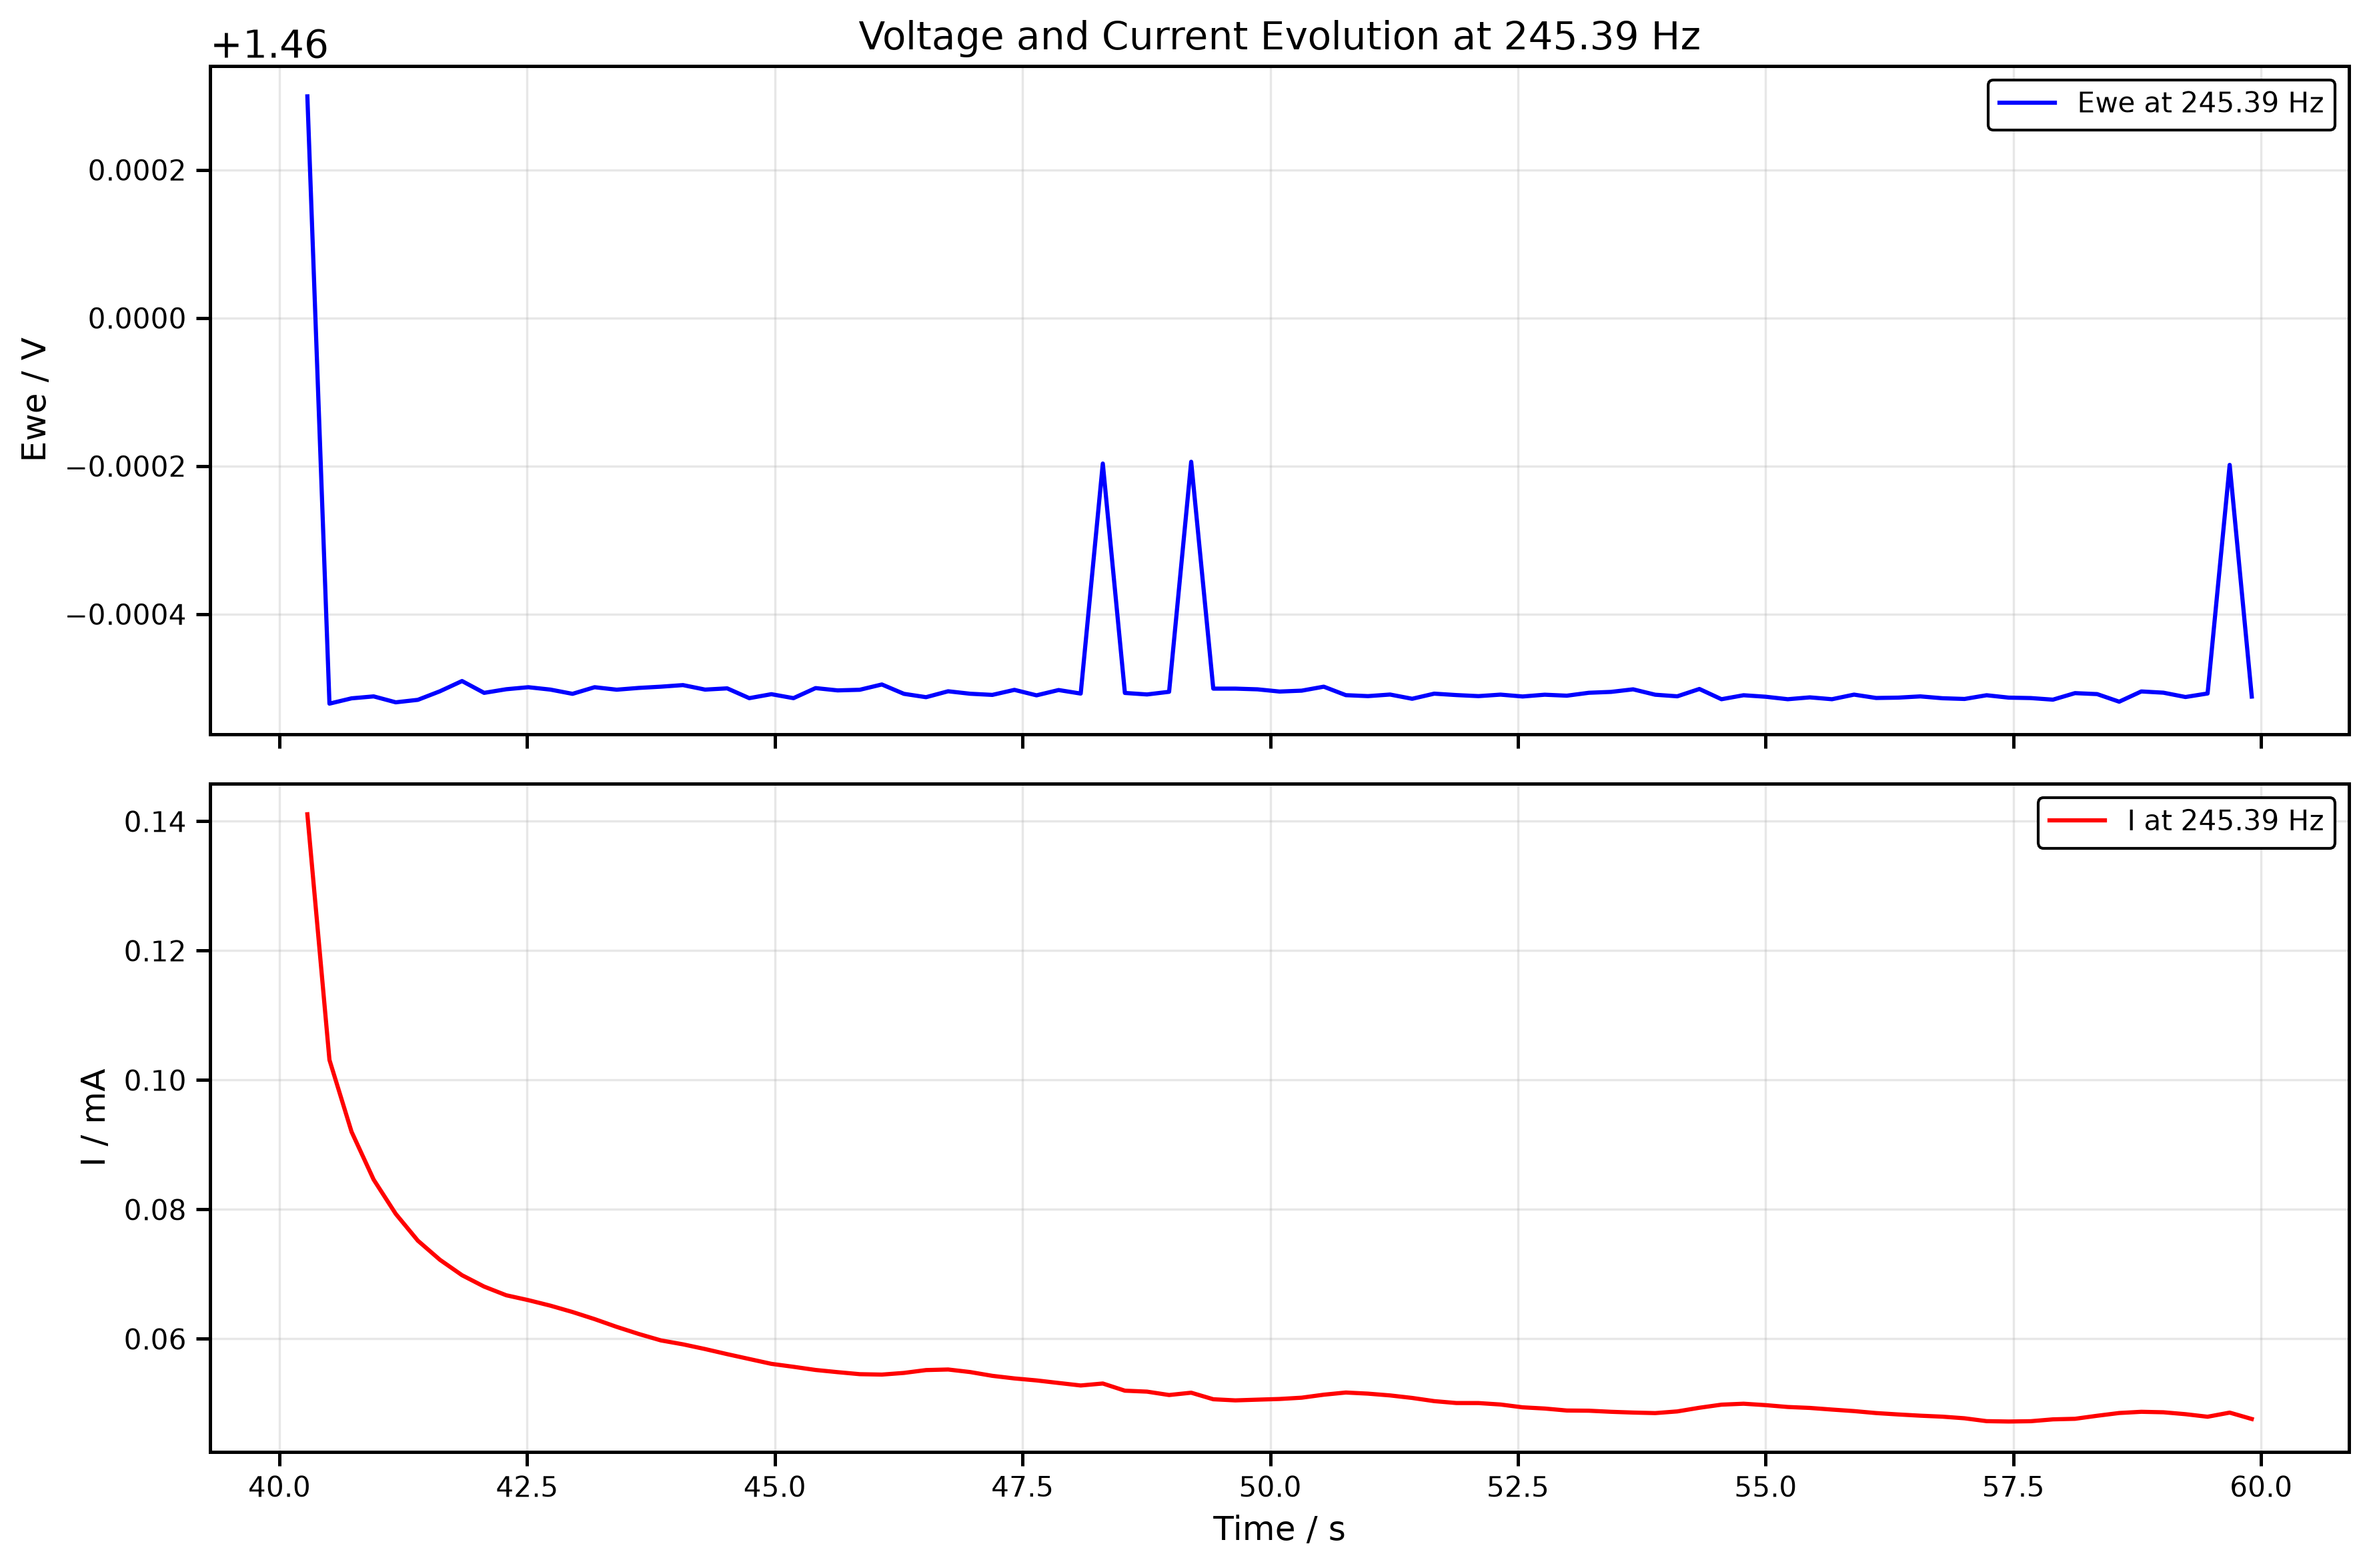 Voltage and Current Evolution at 245.39 Hz
+1.46
Ewe at 245.39 Hz
0.0002
0.0000
−0.0002
−0.0004
Ewe / V
I at 245.39 Hz
0.14
0.12
0.10
0.08
0.06
I / mA
40.0 42.5 45.0 47.5 50.0 52.5 55.0 57.5 60.0
Time / s